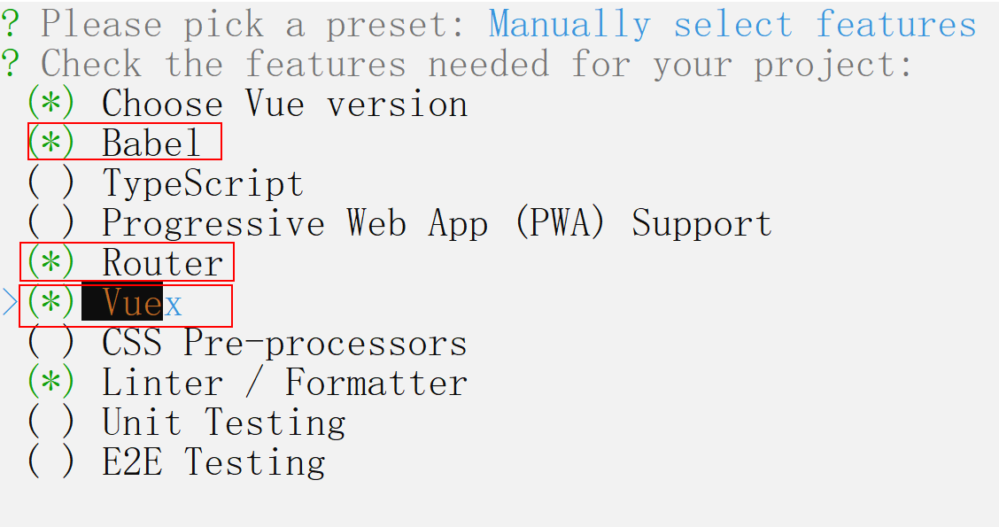 ? Please pick a preset: Manually select features
? Check the features needed for your project:
(*) Choose Vue version
(*) Babel
( ) TypeScript
( ) Progressive Web App (PWA) Support
(*) Router
>(*) Vuex
( ) CSS Pre-processors
(*) Linter / Formatter
( ) Unit Testing
( ) E2E Testing